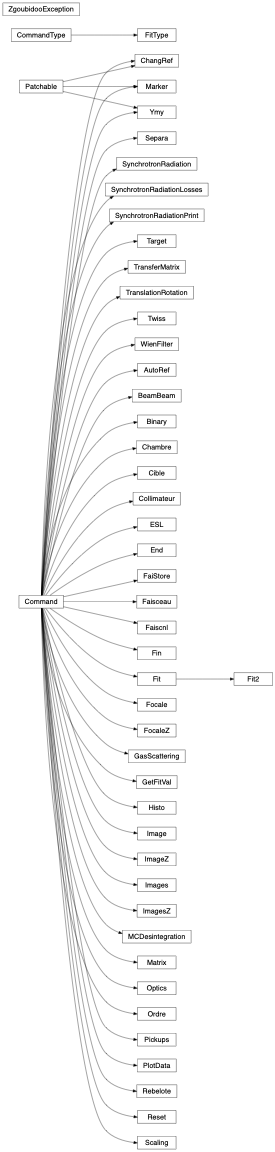 ZgoubidooException
CommandType
FitType
ChangRef
Patchable
Marker
Ymy
Separa
SynchrotronRadiation
SynchrotronRadiationLosses
SynchrotronRadiationPrint
Target
TransferMatrix
TranslationRotation
Twiss
WienFilter
AutoRef
BeamBeam
Binary
Chambre
Cible
Collimateur
ESL
End
FaiStore
Command
Faisceau
Faiscnl
Fin
Fit
Fit2
Focale
FocaleZ
GasScattering
GetFitVal
Histo
Image
ImageZ
Images
ImagesZ
MCDesintegration
Matrix
Optics
Ordre
Pickups
PlotData
Rebelote
Reset
Scaling